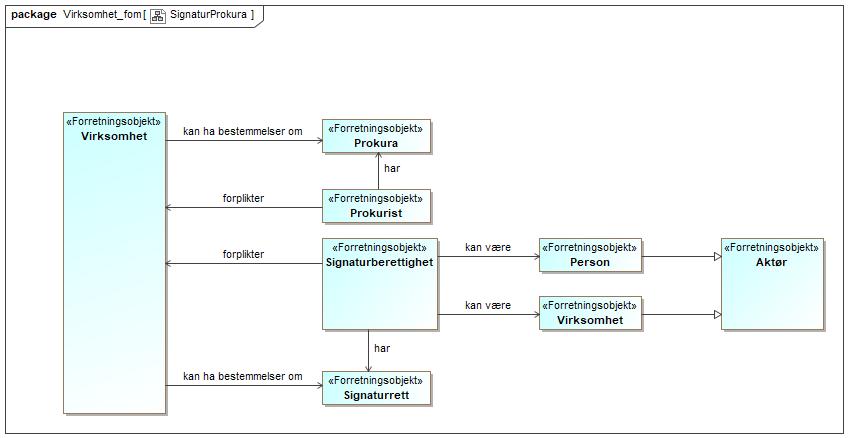 package Virksomhet_fom[ SignaturProkura ]
«Forretningsobjekt»
Virksomhet
kan ha bestemmelser om
«Forretningsobjekt»
Prokura
har
forplikter
«Forretningsobjekt»
Prokurist
forplikter
«Forretningsobjekt»
Signaturberettighet
kan være
«Forretningsobjekt»
Person
«Forretningsobjekt»
Aktør
kan være
«Forretningsobjekt»
Virksomhet
har
kan ha bestemmelser om
«Forretningsobjekt»
Signaturrett